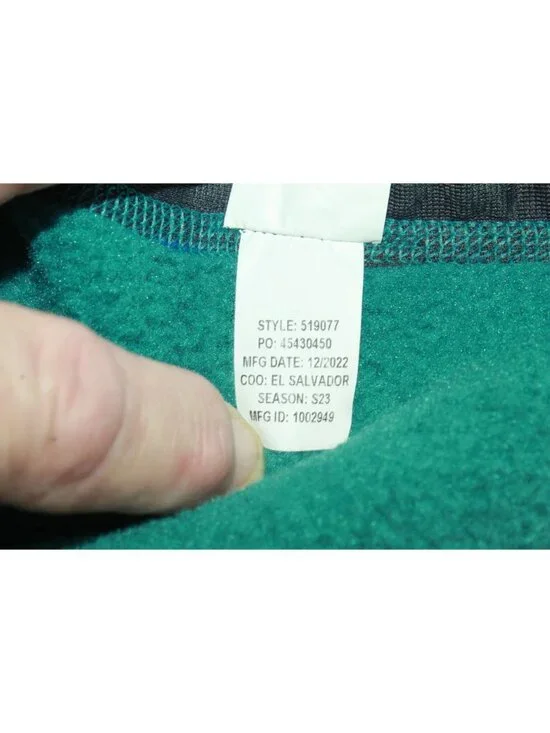 STYLE: 519077
PO: 45430450
MFG DATE: 12/2022
COO: EL SALVADOR
SEASON: S23
MFG ID: 1002949